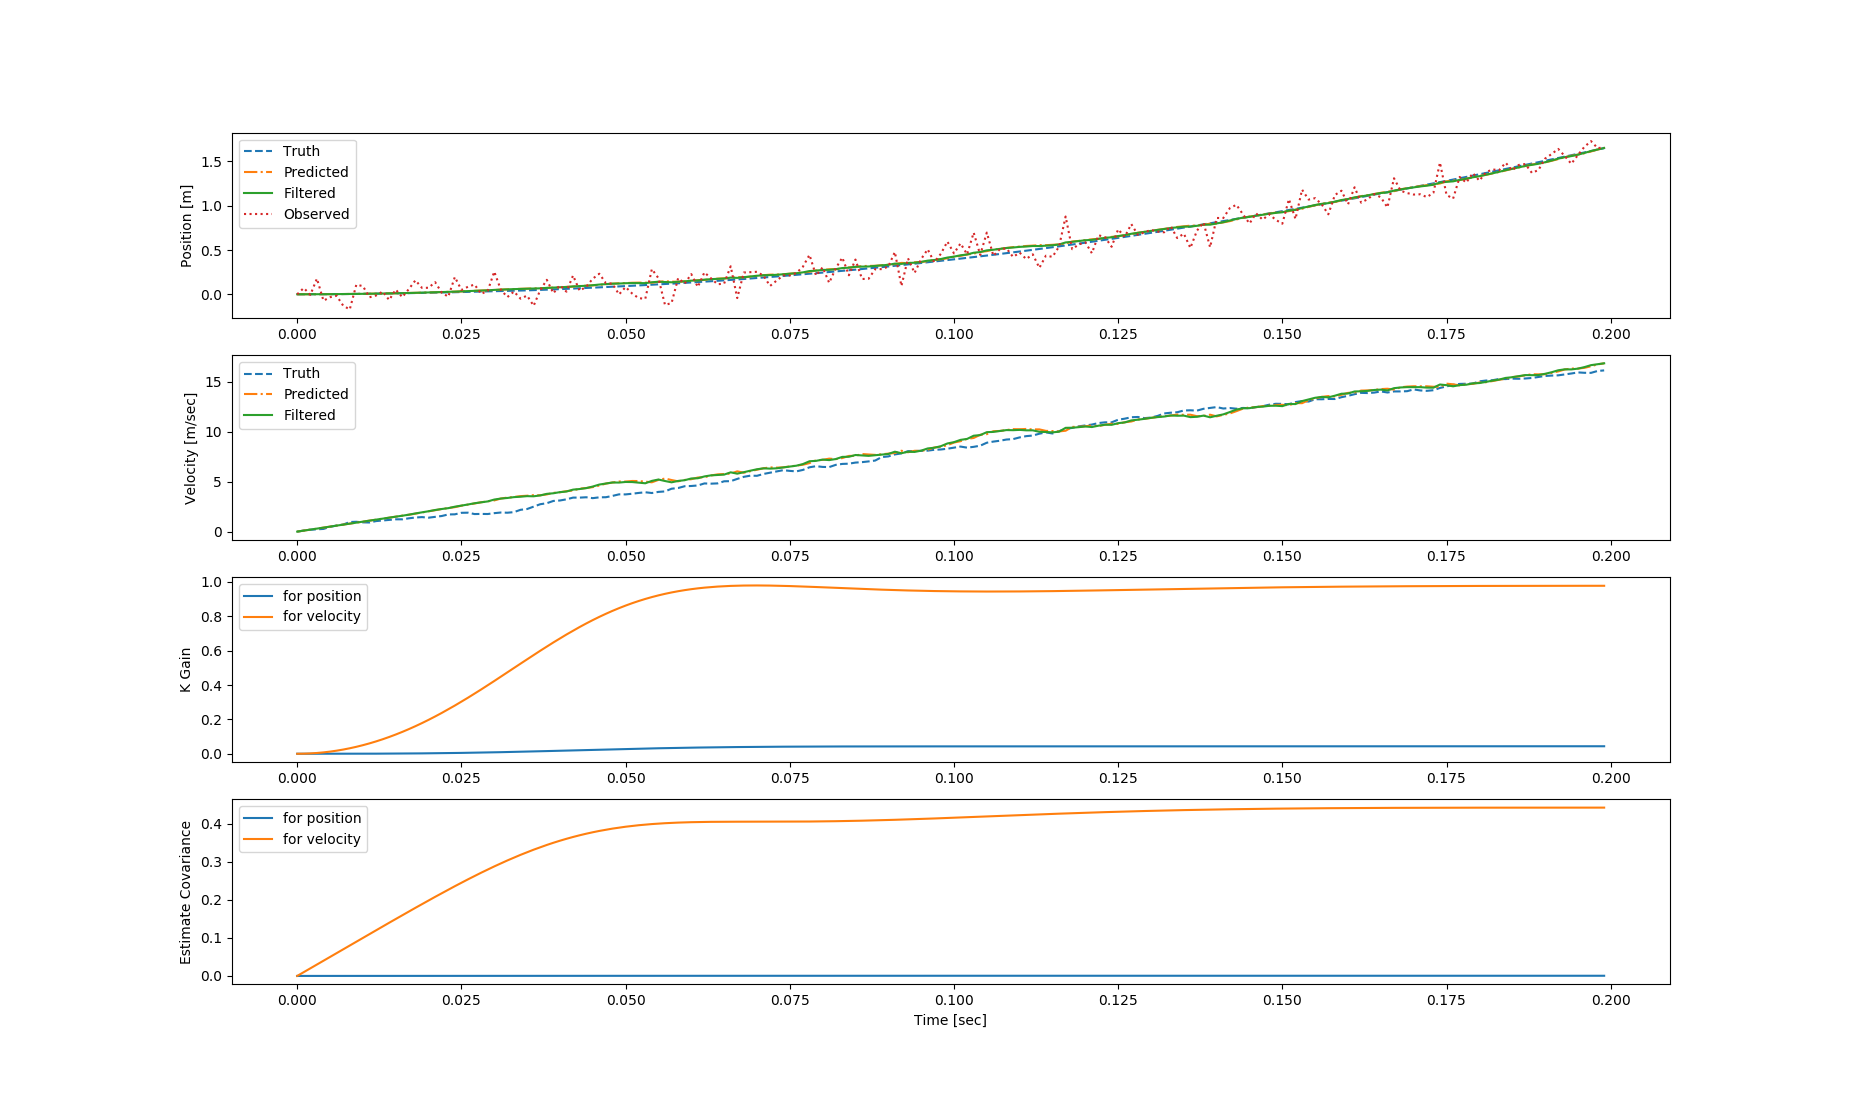 Position [m]
1.5
1.0
0.5
0.0
Truth
Predicted
Filtered
Observed
0.000 0.025 0.050 0.075 0.100 0.125 0.150 0.175 0.200
Velocity [m/sec]
15
10
5
0
Truth
Predicted
Filtered
0.000 0.025 0.050 0.075 0.100 0.125 0.150 0.175 0.200
K Gain
1.0
0.8
0.6
0.4
0.2
0.0
for position
for velocity
0.000 0.025 0.050 0.075 0.100 0.125 0.150 0.175 0.200
Estimate Covariance
0.4
0.3
0.2
0.1
0.0
for position
for velocity
0.000 0.025 0.050 0.075 0.100 0.125 0.150 0.175 0.200
Time [sec]